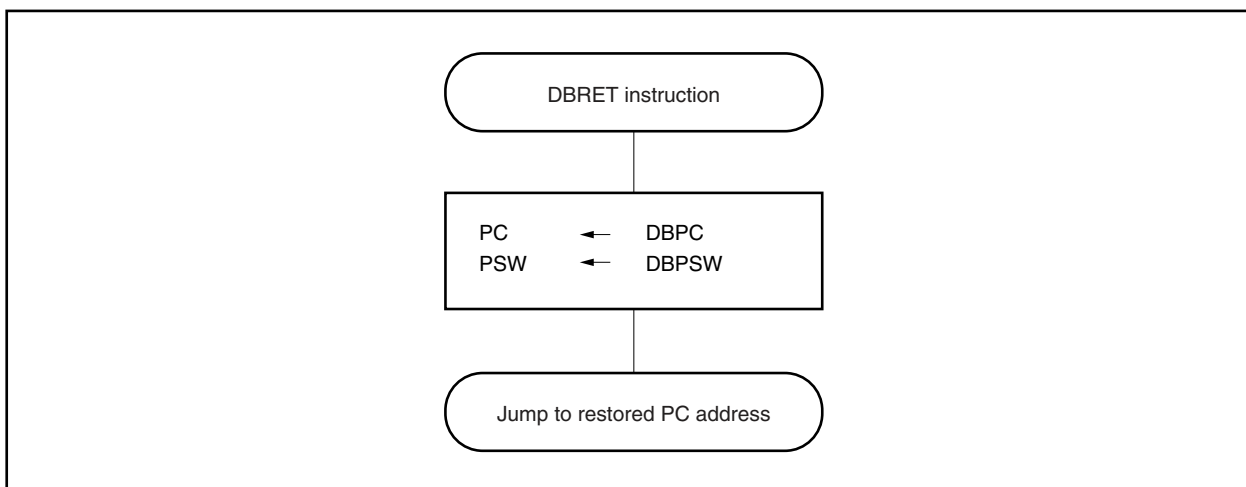 DBRET instruction
PC ← DBPC
PSW ← DBPSW
Jump to restored PC address